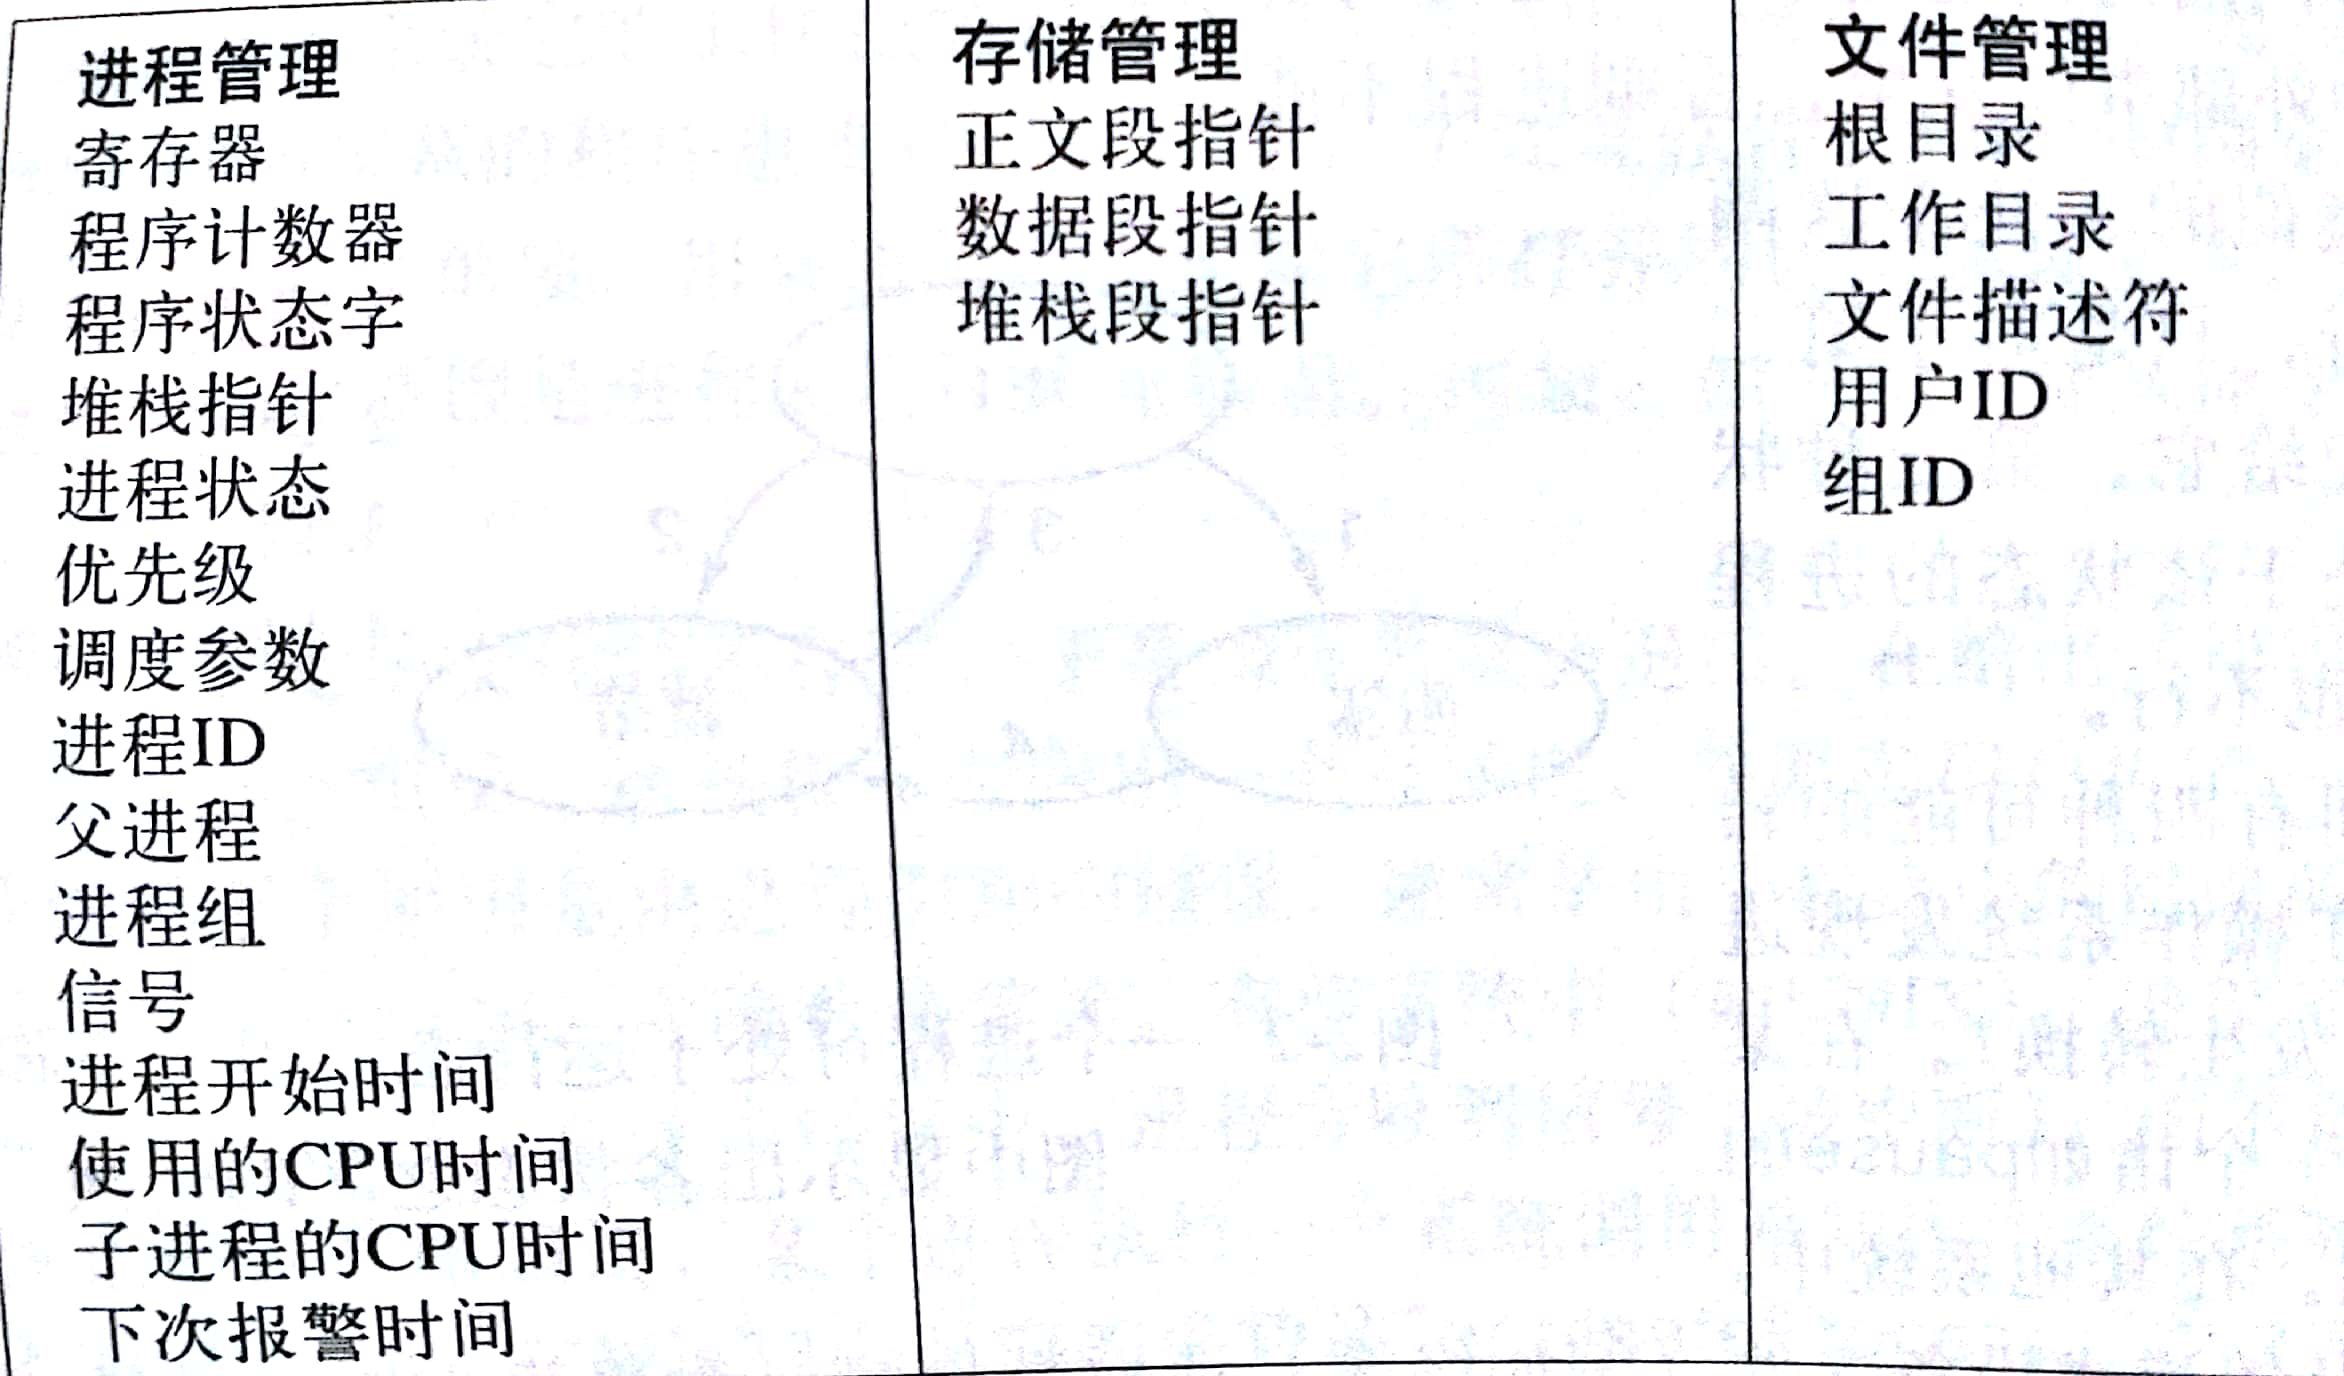 进程管理
寄存器
程序计数器
程序状态字
堆栈指针
进程状态
优先级
调度参数
进程ID
父进程
进程组
信号
进程开始时间
使用的CPU时间
子进程的CPU时间
下次报警时间
存储管理
正文段指针
数据段指针
堆栈段指针
文件管理
根目录
工作目录
文件描述符
用户ID
组ID